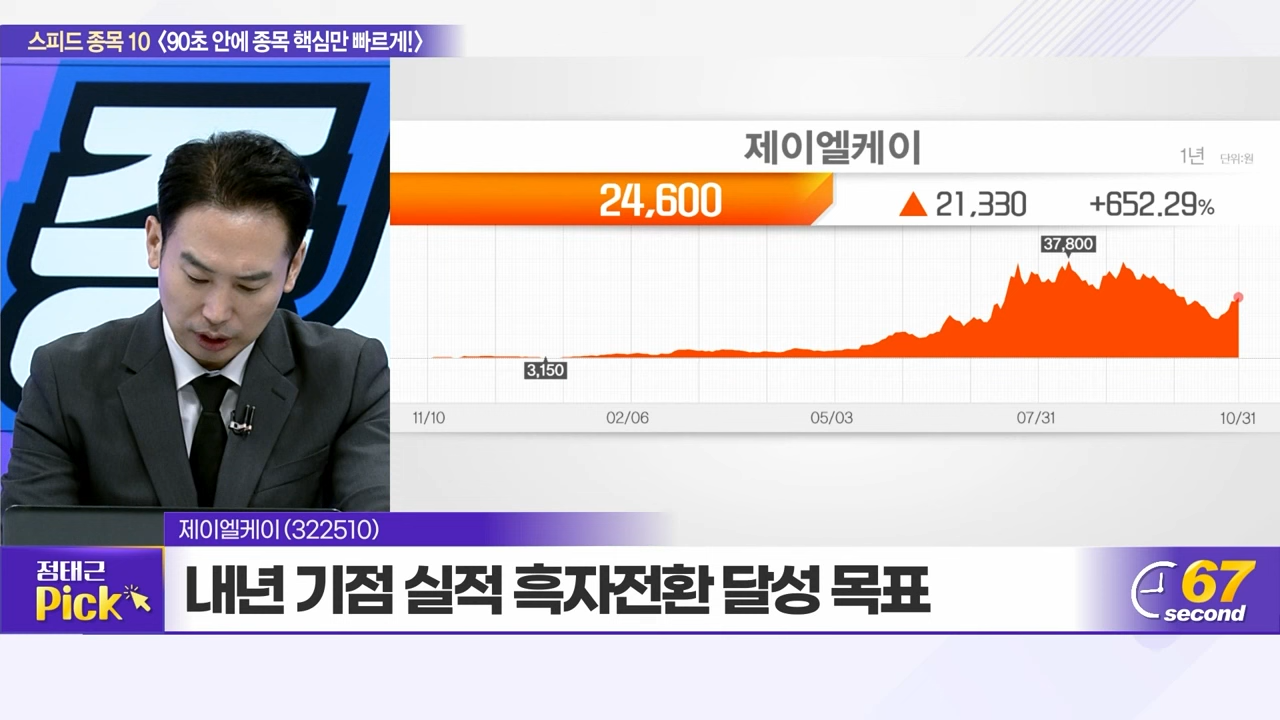 스피드 종목 10 〈90초 안에 종목 핵심만 빠르게!〉
제이엘케이
1년 단위:원
24,600 ▲ 21,330 +652.29%
37,800
3,150
11/10 02/06 05/03 07/31 10/31
제이엘케이 (322510)
점태근
Pick
내년 기점 실적 흑자전환 달성 목표
67
second